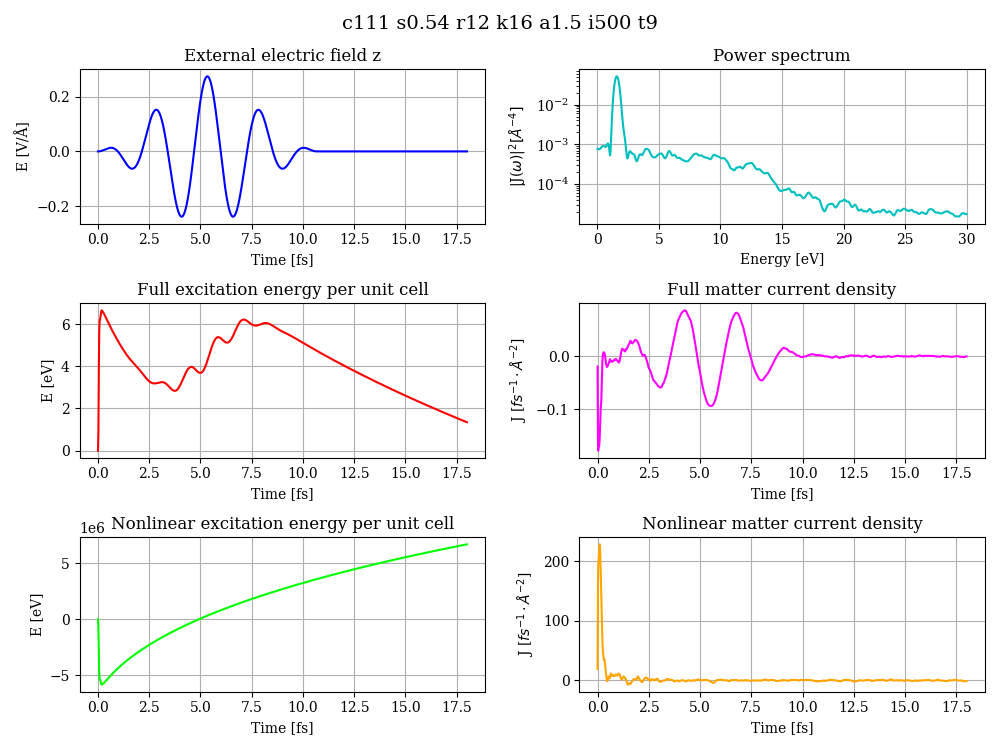 c111 s0.54 r12 k16 a1.5 i500 t9
External electric field z
E [V/Å]
0.2
0.0
−0.2
0.0 2.5 5.0 7.5 10.0 12.5 15.0 17.5
Time [fs]
Power spectrum
|J(ω)|²[Å⁻⁴]
10⁻²
10⁻³
10⁻⁴
0 5 10 15 20 25 30
Energy [eV]
Full excitation energy per unit cell
E [eV]
6
4
2
0
0.0 2.5 5.0 7.5 10.0 12.5 15.0 17.5
Time [fs]
Full matter current density
J [fs⁻¹ · Å⁻²]
0.0
−0.1
0.0 2.5 5.0 7.5 10.0 12.5 15.0 17.5
Time [fs]
1e6
Nonlinear excitation energy per unit cell
E [eV]
5
0
−5
0.0 2.5 5.0 7.5 10.0 12.5 15.0 17.5
Time [fs]
Nonlinear matter current density
J [fs⁻¹ · Å⁻²]
200
100
0
0.0 2.5 5.0 7.5 10.0 12.5 15.0 17.5
Time [fs]